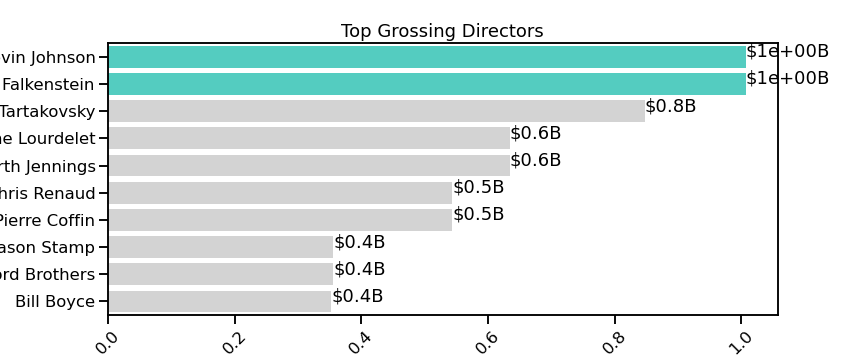 Top Grossing Directors
vin Johnson $1e+00B
Falkenstein $1e+00B
Tartakovsky $0.8B
e Lourdelet $0.6B
rth Jennings $0.6B
hris Renaud $0.5B
Pierre Coffin $0.5B
ason Stamp $0.4B
rd Brothers $0.4B
Bill Boyce $0.4B
0.0 0.2 0.4 0.6 0.8 1.0